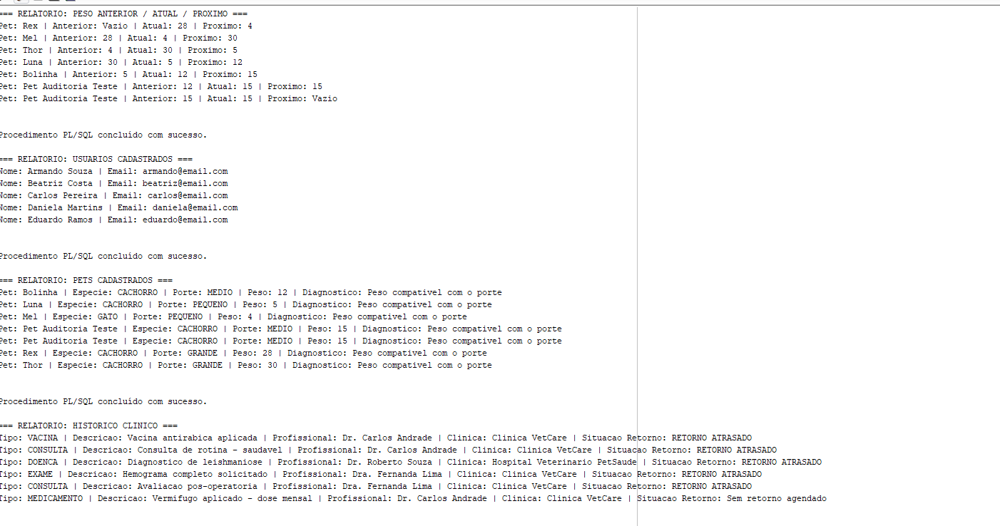 === RELATORIO: PESO ANTERIOR / ATUAL / PROXIMO ===
Pet: Rex | Anterior: Vazio | Atual: 28 | Proximo: 4
Pet: Mel | Anterior: 28 | Atual: 4 | Proximo: 30
Pet: Thor | Anterior: 4 | Atual: 30 | Proximo: 5
Pet: Luna | Anterior: 30 | Atual: 5 | Proximo: 12
Pet: Bolinha | Anterior: 5 | Atual: 12 | Proximo: 15
Pet: Pet Auditoria Teste | Anterior: 12 | Atual: 15 | Proximo: 15
Pet: Pet Auditoria Teste | Anterior: 15 | Atual: 15 | Proximo: Vazio
Procedimento PL/SQL concluído com sucesso.
=== RELATORIO: USUARIOS CADASTRADOS ===
Nome: Armando Souza | Email: armando@email.com
Nome: Beatriz Costa | Email: beatriz@email.com
Nome: Carlos Pereira | Email: carlos@email.com
Nome: Daniela Martins | Email: daniela@email.com
Nome: Eduardo Ramos | Email: eduardo@email.com
Procedimento PL/SQL concluído com sucesso.
=== RELATORIO: PETS CADASTRADOS ===
Pet: Bolinha | Especie: CACHORRO | Porte: MEDIO | Peso: 12 | Diagnostico: Peso compativel com o porte
Pet: Luna | Especie: CACHORRO | Porte: PEQUENO | Peso: 5 | Diagnostico: Peso compativel com o porte
Pet: Mel | Especie: GATO | Porte: PEQUENO | Peso: 4 | Diagnostico: Peso compativel com o porte
Pet: Pet Auditoria Teste | Especie: CACHORRO | Porte: MEDIO | Peso: 15 | Diagnostico: Peso compativel com o porte
Pet: Pet Auditoria Teste | Especie: CACHORRO | Porte: MEDIO | Peso: 15 | Diagnostico: Peso compativel com o porte
Pet: Rex | Especie: CACHORRO | Porte: GRANDE | Peso: 28 | Diagnostico: Peso compativel com o porte
Pet: Thor | Especie: CACHORRO | Porte: GRANDE | Peso: 30 | Diagnostico: Peso compativel com o porte
Procedimento PL/SQL concluído com sucesso.
=== RELATORIO: HISTORICO CLINICO ===
Tipo: VACINA | Descricao: Vacina antirabica aplicada | Profissional: Dr. Carlos Andrade | Clinica: Clinica VetCare | Situacao Retorno: RETORNO ATRASADO
Tipo: CONSULTA | Descricao: Consulta de rotina - saudavel | Profissional: Dr. Carlos Andrade | Clinica: Clinica VetCare | Situacao Retorno: RETORNO ATRASADO
Tipo: DOENCA | Descricao: Diagnostico de leishmaniose | Profissional: Dr. Roberto Souza | Clinica: Hospital Veterinario PetSaude | Situacao Retorno: RETORNO ATRASADO
Tipo: EXAME | Descricao: Hemograma completo solicitado | Profissional: Dra. Fernanda Lima | Clinica: Clinica VetCare | Situacao Retorno: RETORNO ATRASADO
Tipo: CONSULTA | Descricao: Avaliacao pos-operatoria | Profissional: Dra. Fernanda Lima | Clinica: Clinica VetCare | Situacao Retorno: RETORNO ATRASADO
Tipo: MEDICAMENTO | Descricao: Vermifugo aplicado - dose mensal | Profissional: Dr. Carlos Andrade | Clinica: Clinica VetCare | Situacao Retorno: Sem retorno agendado